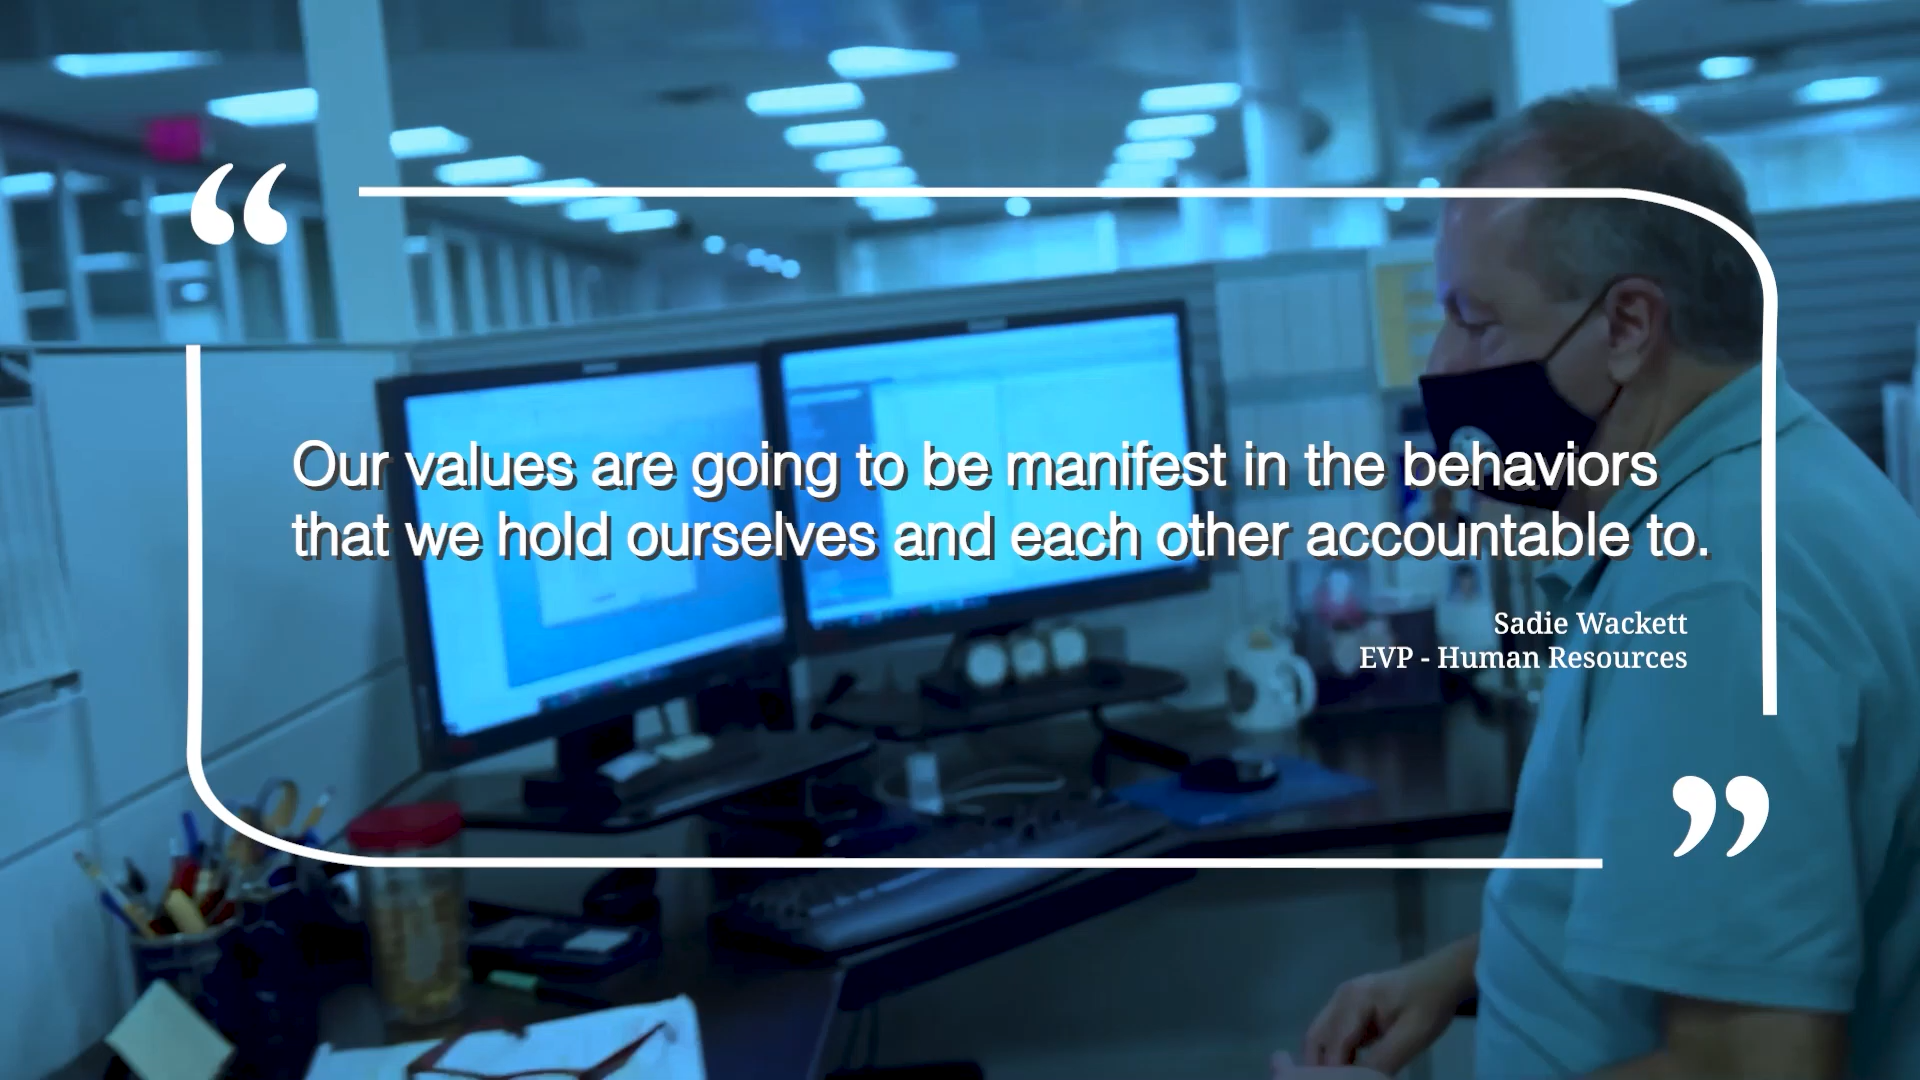 “
Our values are going to be manifest in the behaviors
that we hold ourselves and each other accountable to.
Sadie Wackett
EVP - Human Resources
”